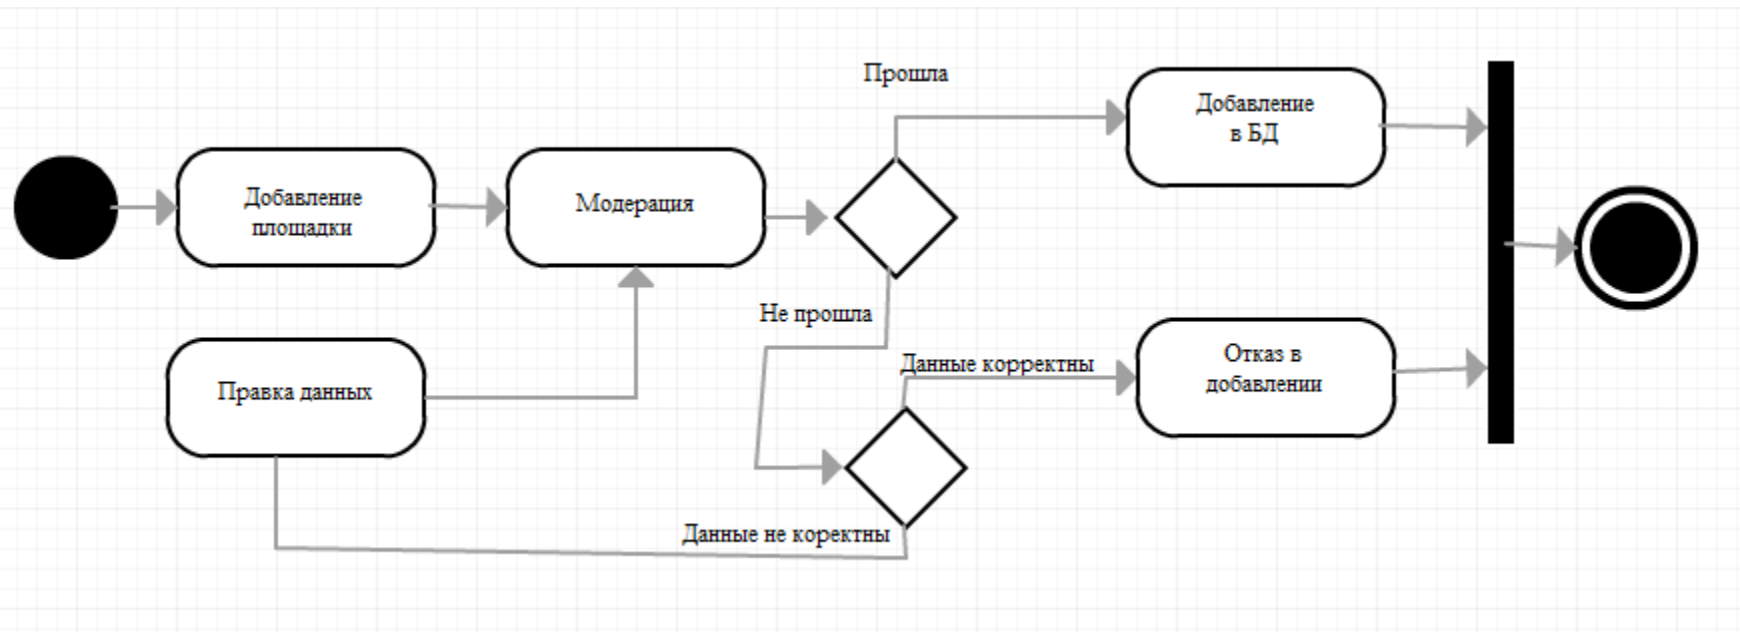 Прошла
Добавление
в БД
Добавление
площадки
Модерация
Не прошла
Данные корректны
Отказ в
добавлении
Правка данных
Данные не коректны